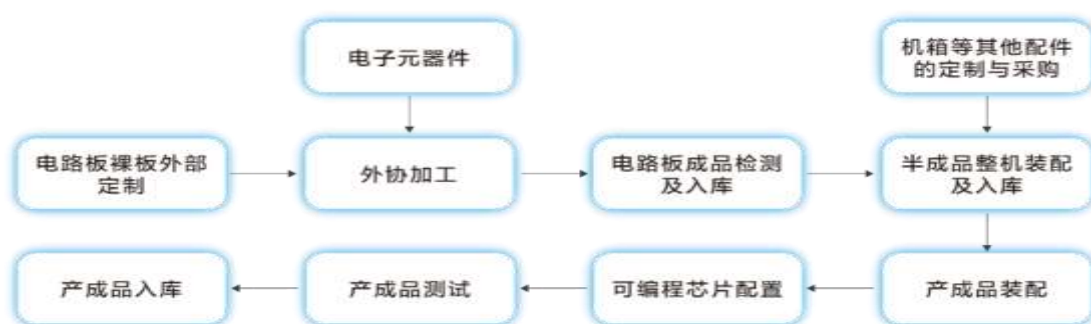 电子元器件
机箱等其他配件
的定制与采购
电路板裸板外部
定制
外协加工
电路板成品检测
及入库
半成品整机装配
及入库
产成品入库
产成品测试
可编程芯片配置
产成品装配